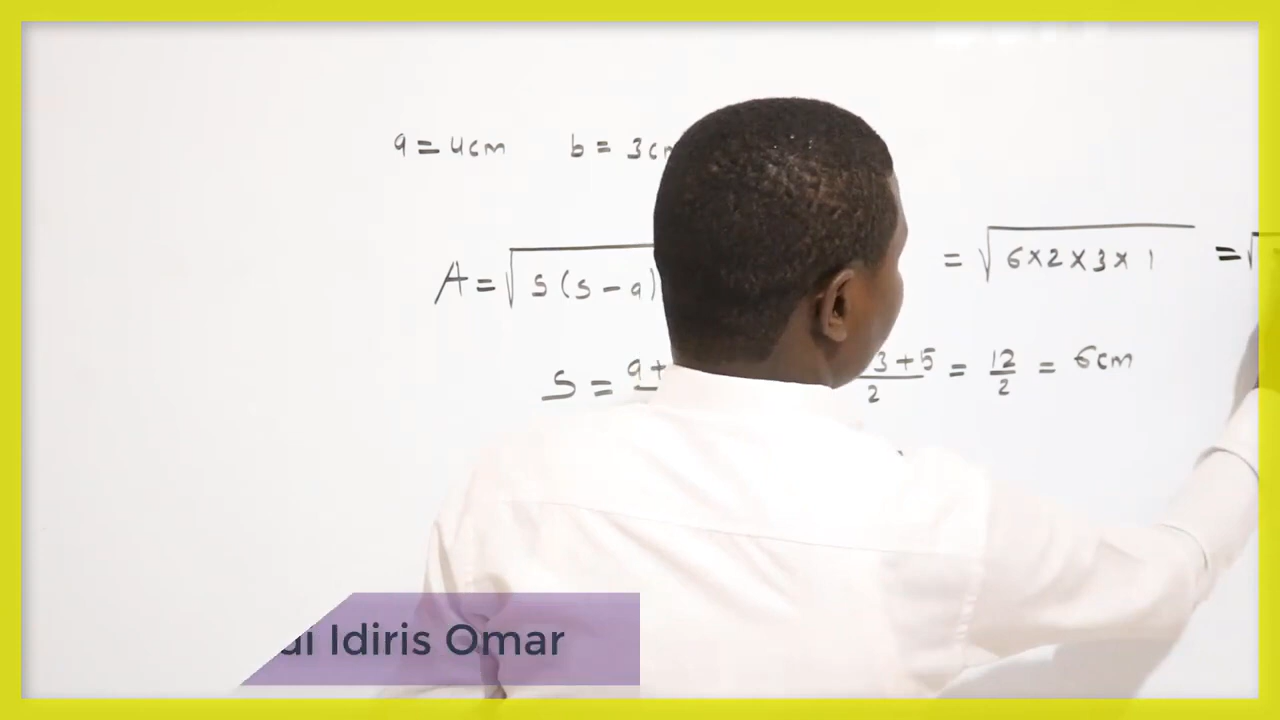 a = 4cm b = 3cm
A = √s(s-a) = √6×2×3×1 =√
S = a+ 3+5/2 = 12/2 = 6cm
Idiris Omar